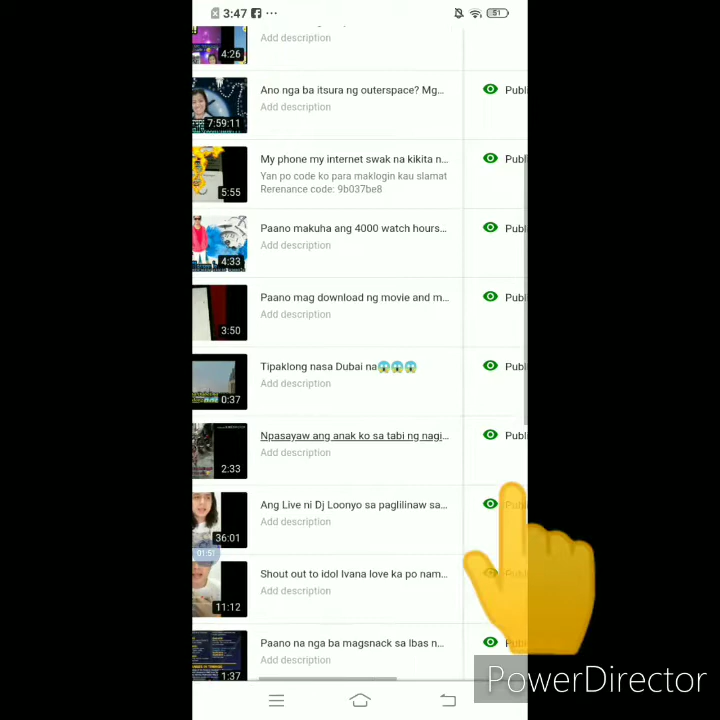 3:47
51
4:26
Add description
Ano nga ba itsura ng outerspace? Mg...
Publ
7:59:11
Add description
My phone my internet swak na kikita n...
Publ
Yan po code ko para maklogin kau slamat
Rerenance code: 9b037be8
5:55
Paano makuha ang 4000 watch hours...
Publ
Add description
4:33
Paano mag download ng movie and m...
Publ
Add description
3:50
Tipaklong nasa Dubai na😱😱😱
Publ
Add description
0:37
Npasayaw ang anak ko sa tabi ng nagi...
Publ
Add description
2:33
Ang Live ni Dj Loonyo sa paglilinaw sa...
Publ
Add description
36:01
01:51
Shout out to idol Ivana love ka po nam...
Publ
Add description
11:12
Paano na nga ba magsnack sa lbas n...
Publ
Add description
1:37
PowerDirector